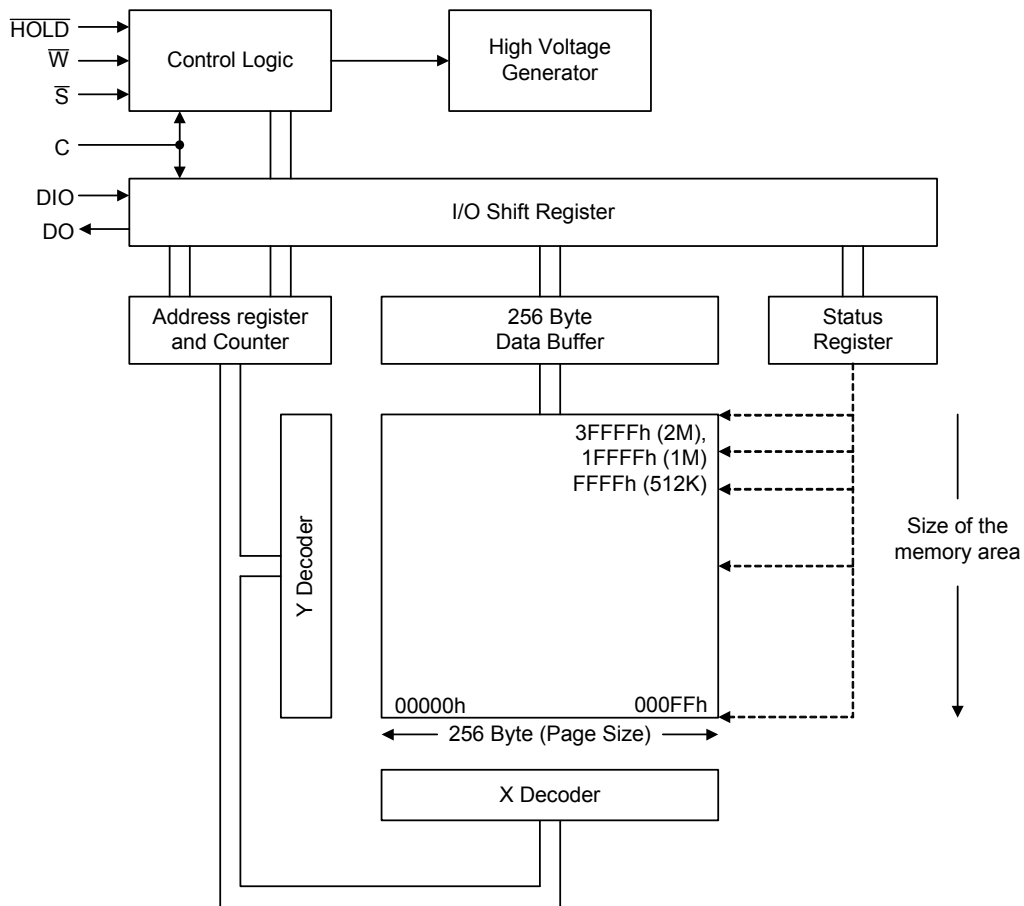 HOLD
W
S
C
DIO
DO
Control Logic
High Voltage
Generator
I/O Shift Register
Address register
and Counter
256 Byte
Data Buffer
Status
Register
Y Decoder
3FFFFh (2M),
1FFFFh (1M)
FFFFh (512K)
00000h
000FFh
256 Byte (Page Size)
Size of the
memory area
X Decoder